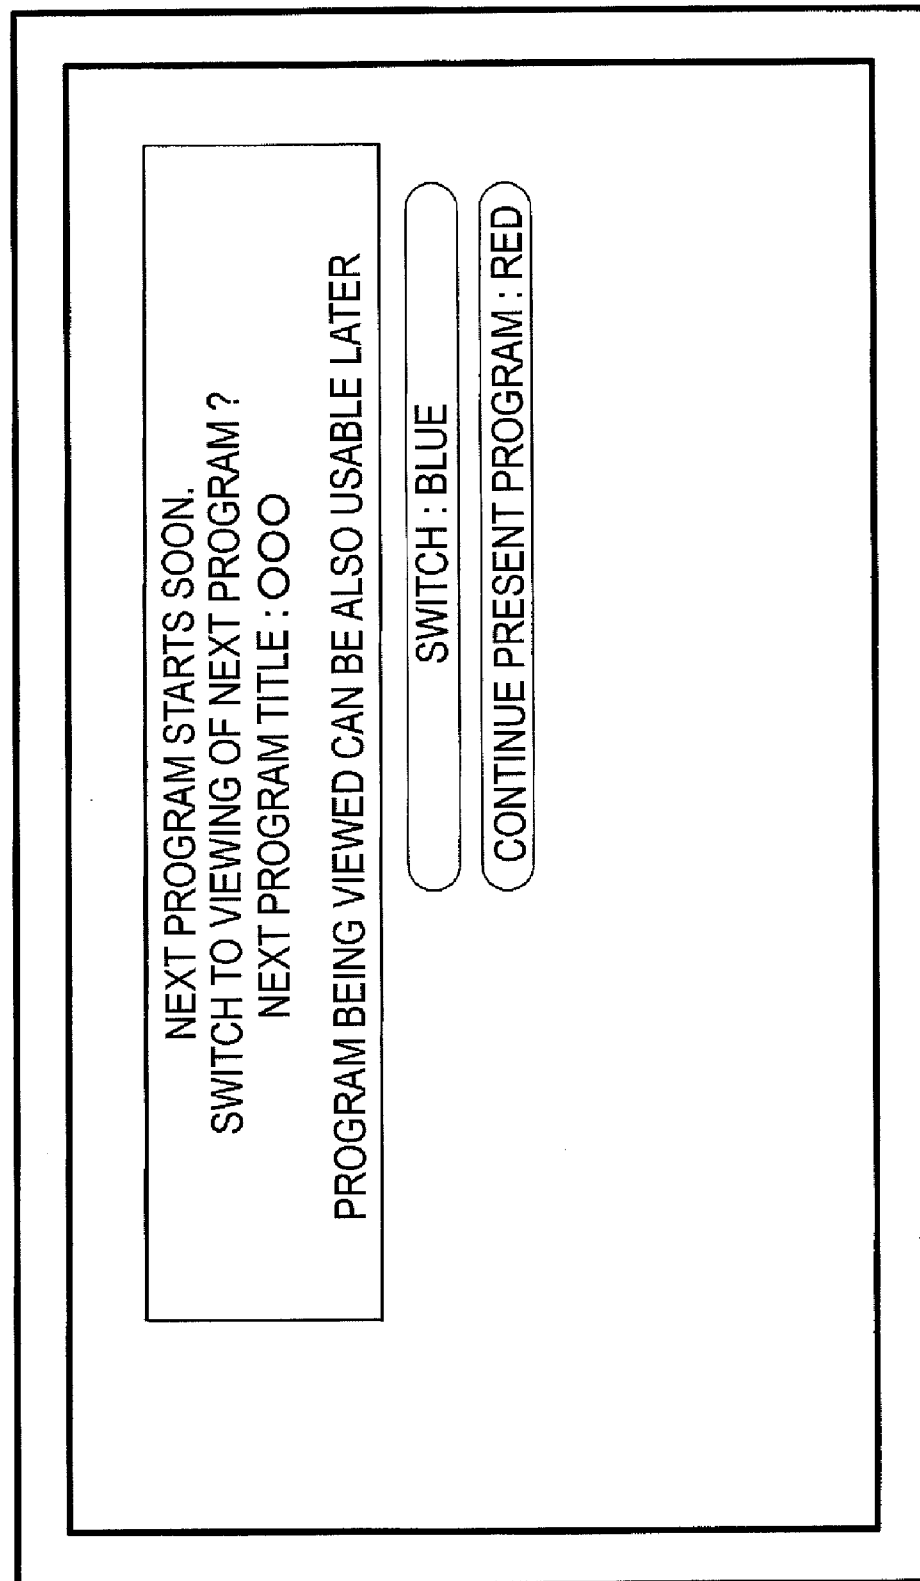 NEXT PROGRAM STARTS SOON.
SWITCH TO VIEWING OF NEXT PROGRAM ?
NEXT PROGRAM TITLE : OOO
PROGRAM BEING VIEWED CAN BE ALSO USABLE LATER
SWITCH : BLUE
CONTINUE PRESENT PROGRAM : RED